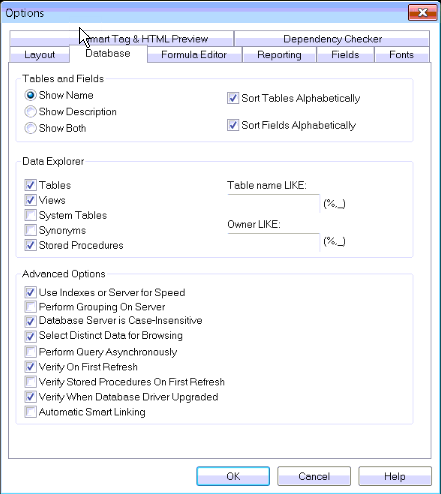 Options
Smart Tag & HTML Preview Dependency Checker
Layout Database Formula Editor Reporting Fields Fonts
Tables and Fields
Show Name
Show Description
Show Both
Sort Tables Alphabetically
Sort Fields Alphabetically
Data Explorer
Tables
Views
System Tables
Synonyms
Stored Procedures
Table name LIKE:
(%,_)
Owner LIKE:
(%,_)
Advanced Options
Use Indexes or Server for Speed
Perform Grouping On Server
Database Server is Case-Insensitive
Select Distinct Data for Browsing
Perform Query Asynchronously
Verify On First Refresh
Verify Stored Procedures On First Refresh
Verify When Database Driver Upgraded
Automatic Smart Linking
OK Cancel Help